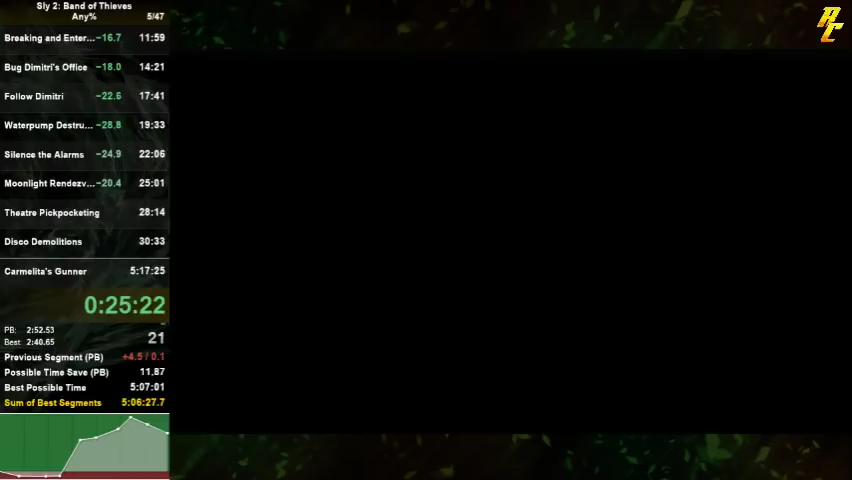 Sly 2: Band of Thieves
Any% 5/47
Breaking and Enter... −16.7 11:59
Bug Dimitri's Office −18.0 14:21
Follow Dimitri −22.6 17:41
Waterpump Destru... −28.8 19:33
Silence the Alarms −24.9 22:06
Moonlight Rendezv... −20.4 25:01
Theatre Pickpocketing 28:14
Disco Demolitions 30:33
Carmelita's Gunner 5:17:25
0:25:22
PB: 2:52.53
Best: 2:40.65
21
Previous Segment (PB) +4.5 / 0.1
Possible Time Save (PB) 11.87
Best Possible Time 5:07:01
Sum of Best Segments 5:06:27.7